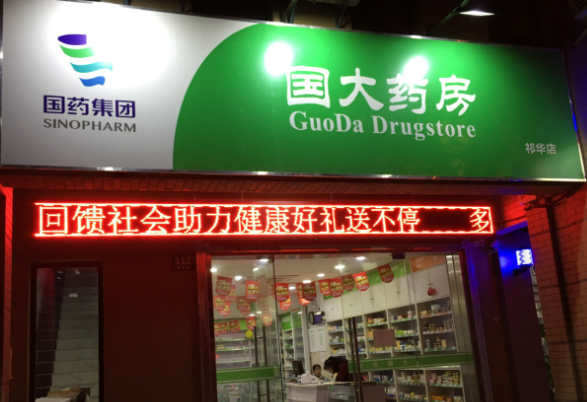 国药集团
SINOPHARM
国大药房
GuoDa Drugstore
祁华店
回馈社会助力健康好礼送不停 多